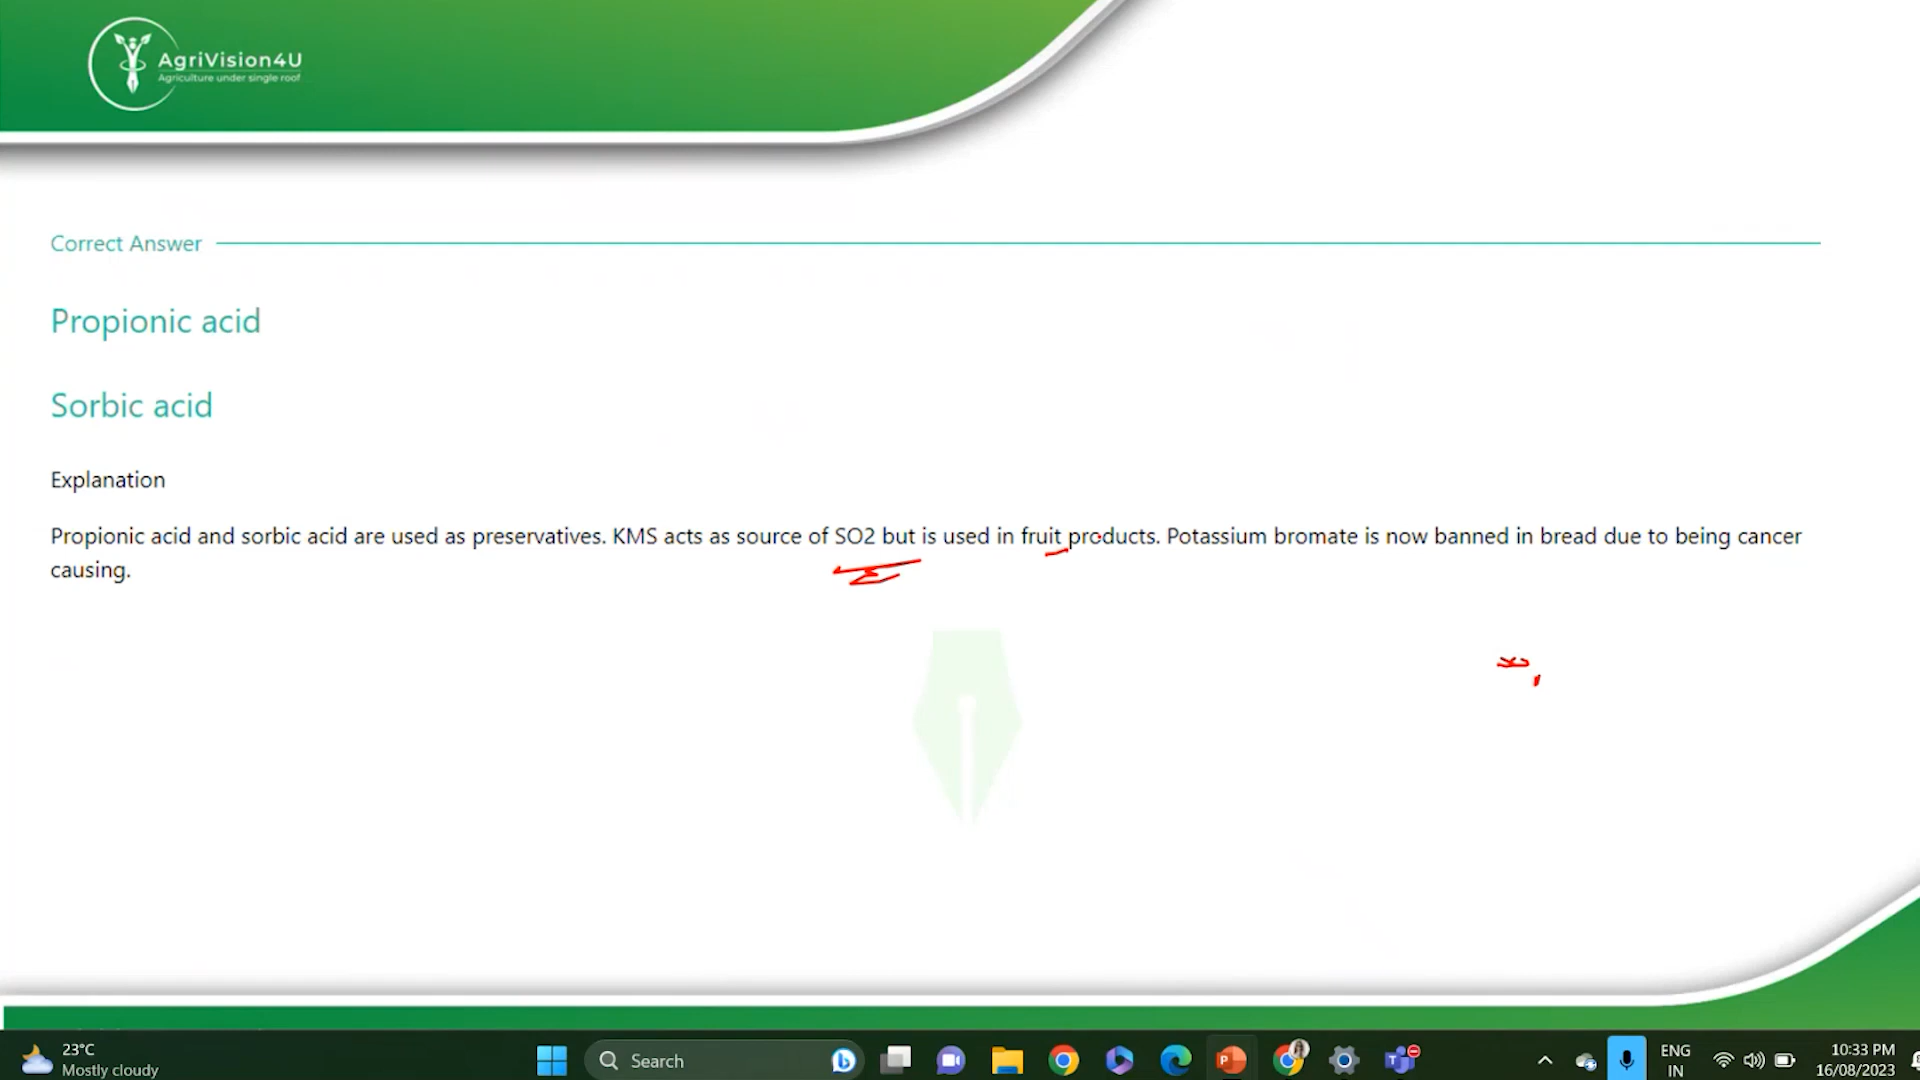 AgriVision4U
Agriculture under single roof
Correct Answer
Propionic acid
Sorbic acid
Explanation
Propionic acid and sorbic acid are used as preservatives. KMS acts as source of SO2 but is used in fruit products. Potassium bromate is now banned in bread due to being cancer
causing.
23°C
Mostly cloudy
Search
ENG
IN
10:33 PM
16/08/2023